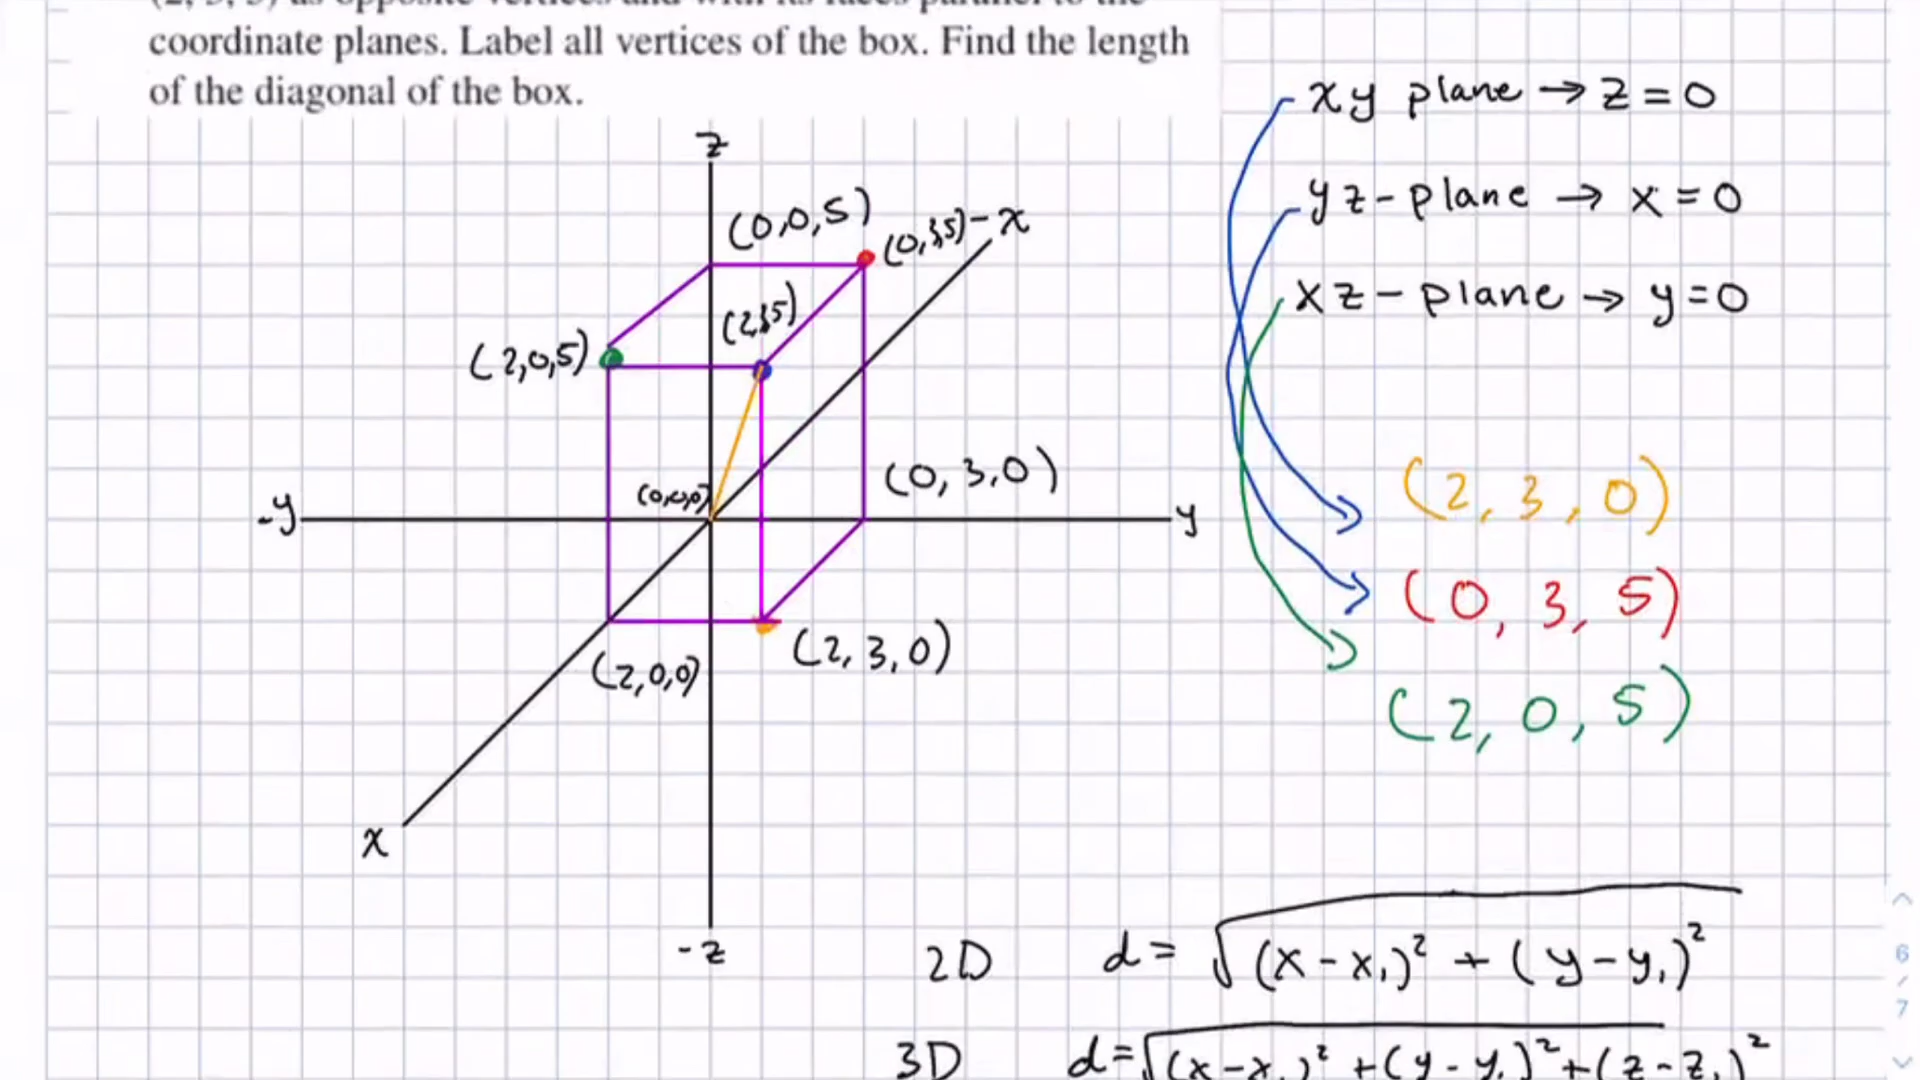 coordinate planes. Label all vertices of the box. Find the length
of the diagonal of the box.
xy plane → z = 0
yz-plane → x = 0
xz-plane → y = 0
z
(0,0,5)
(0,3,5)
-x
(2,3,5)
(2,0,5)
(0,0,0)
(0,3,0)
-y
y
(2,0,0)
(2,3,0)
x
-z
(2, 3, 0)
(0, 3, 5)
(2, 0, 5)
2D d = √(x-x₁)² + (y-y₁)²
3D d = √(x-x₁)² + (y-y₁)² + (z-z₁)²
6
/
7